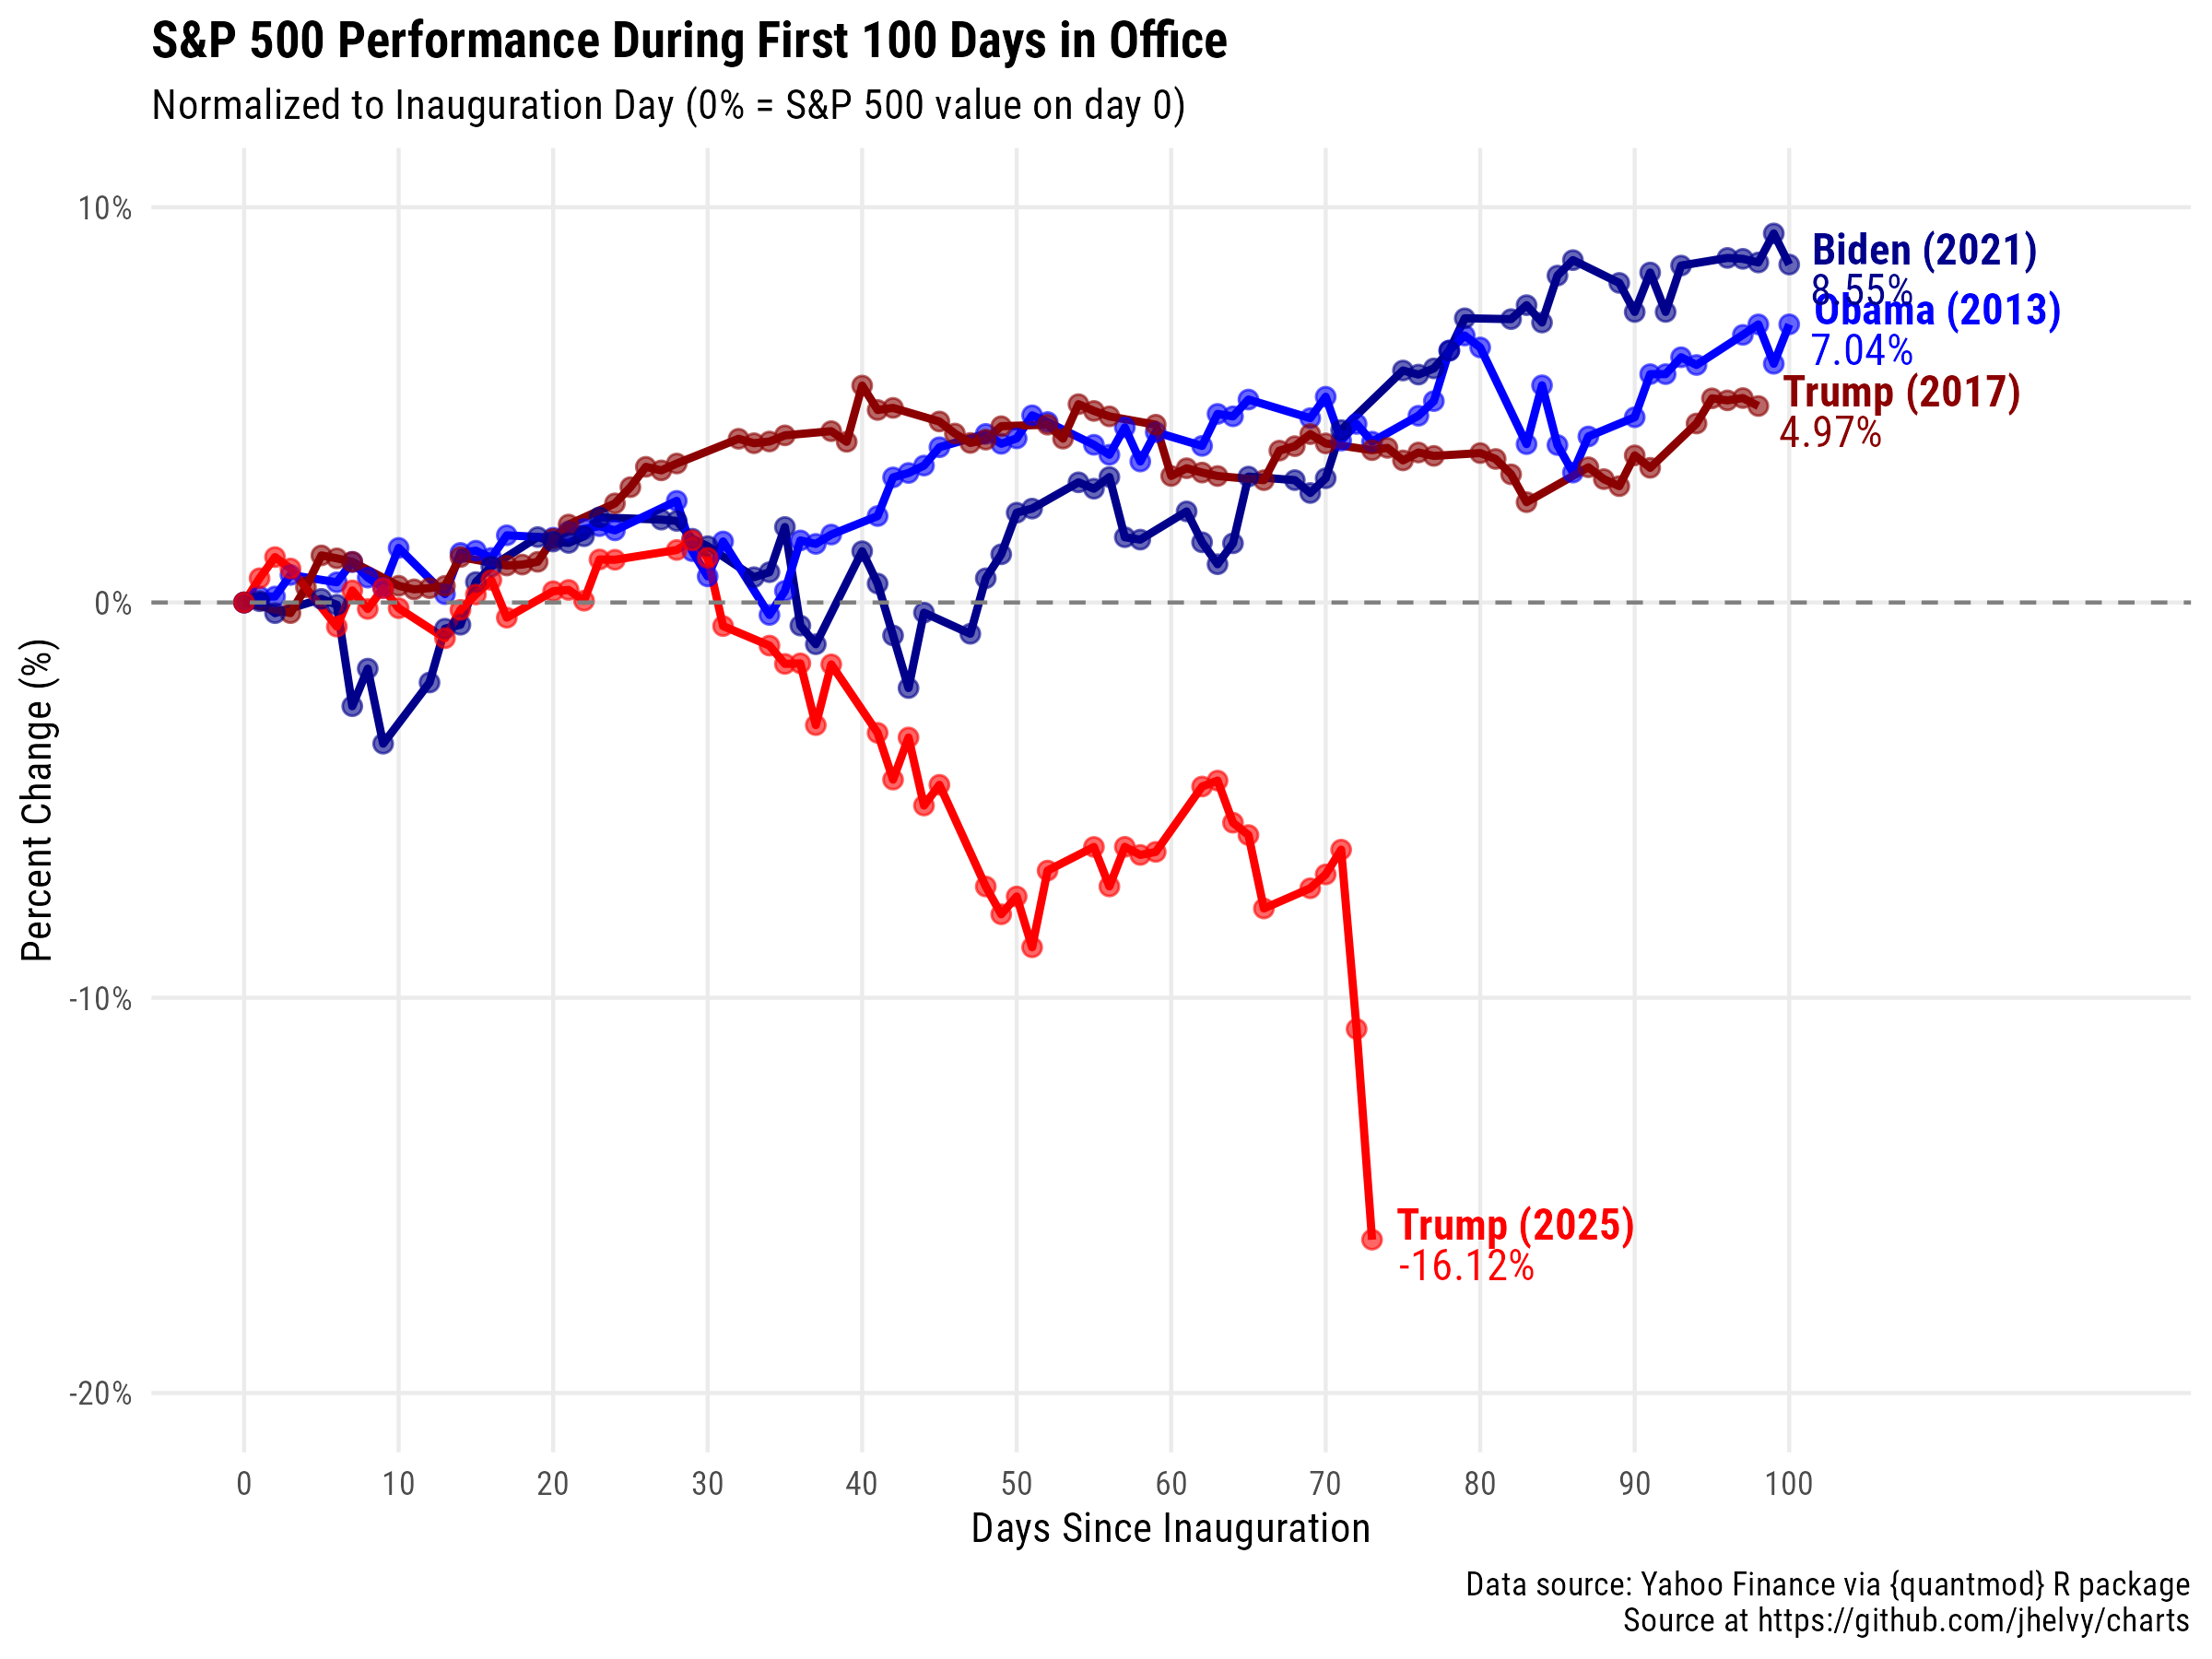 S&P 500 Performance During First 100 Days in Office
Normalized to Inauguration Day (0% = S&P 500 value on day 0)
Percent Change (%)
10%
0%
-10%
-20%
Biden (2021)
8.55%
Obama (2013)
7.04%
Trump (2017)
4.97%
Trump (2025)
-16.12%
0 10 20 30 40 50 60 70 80 90 100
Days Since Inauguration
Data source: Yahoo Finance via {quantmod} R package
Source at https://github.com/jhelvy/charts